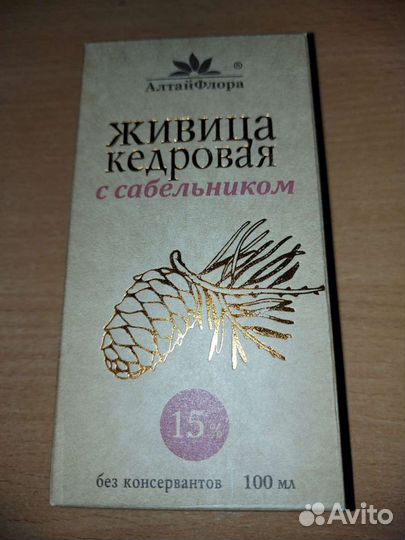 АлтайФлора ®
живица
кедровая
с сабельником
15%
без консервантов 100 мл
Avito